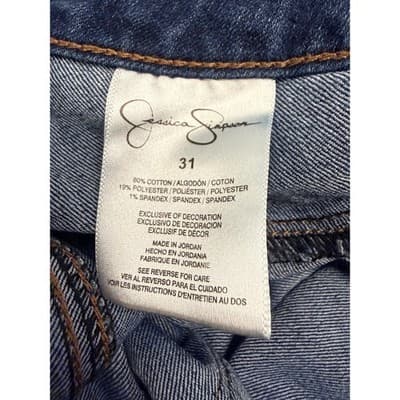 Jessica Simpson
31
80% COTTON / ALGODÓN / COTON
19% POLYESTER / POLIÉSTER / POLYESTER
1% SPANDEX / SPANDEX / SPANDEX
EXCLUSIVE OF DECORATION
EXCLUSIVO DE DECORACION
EXCLUSIF DE DÉCOR
MADE IN JORDAN
HECHO EN JORDANIA
FABRIQUE EN JORDANIE
SEE REVERSE FOR CARE
VER AL REVERSO PARA EL CUIDADO
VOIR LES INSTRUCTIONS D'ENTRETIEN AU DOS